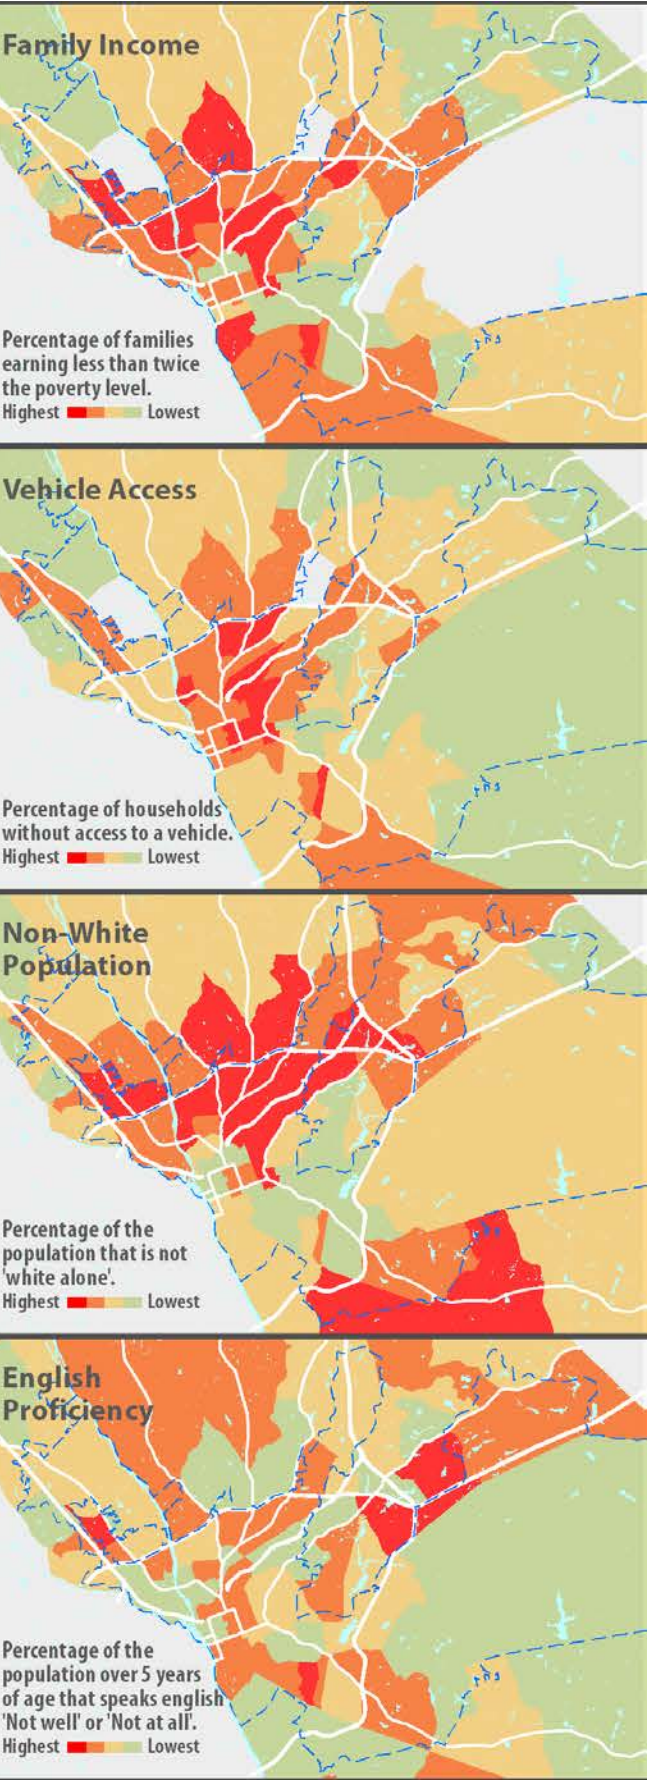 Family Income
Percentage of families
earning less than twice
the poverty level.
Highest Lowest
Vehicle Access
Percentage of households
without access to a vehicle.
Highest Lowest
Non-White
Population
Percentage of the
population that is not
'white alone'.
Highest Lowest
English
Proficiency
Percentage of the
population over 5 years
of age that speaks english
'Not well' or 'Not at all'.
Highest Lowest